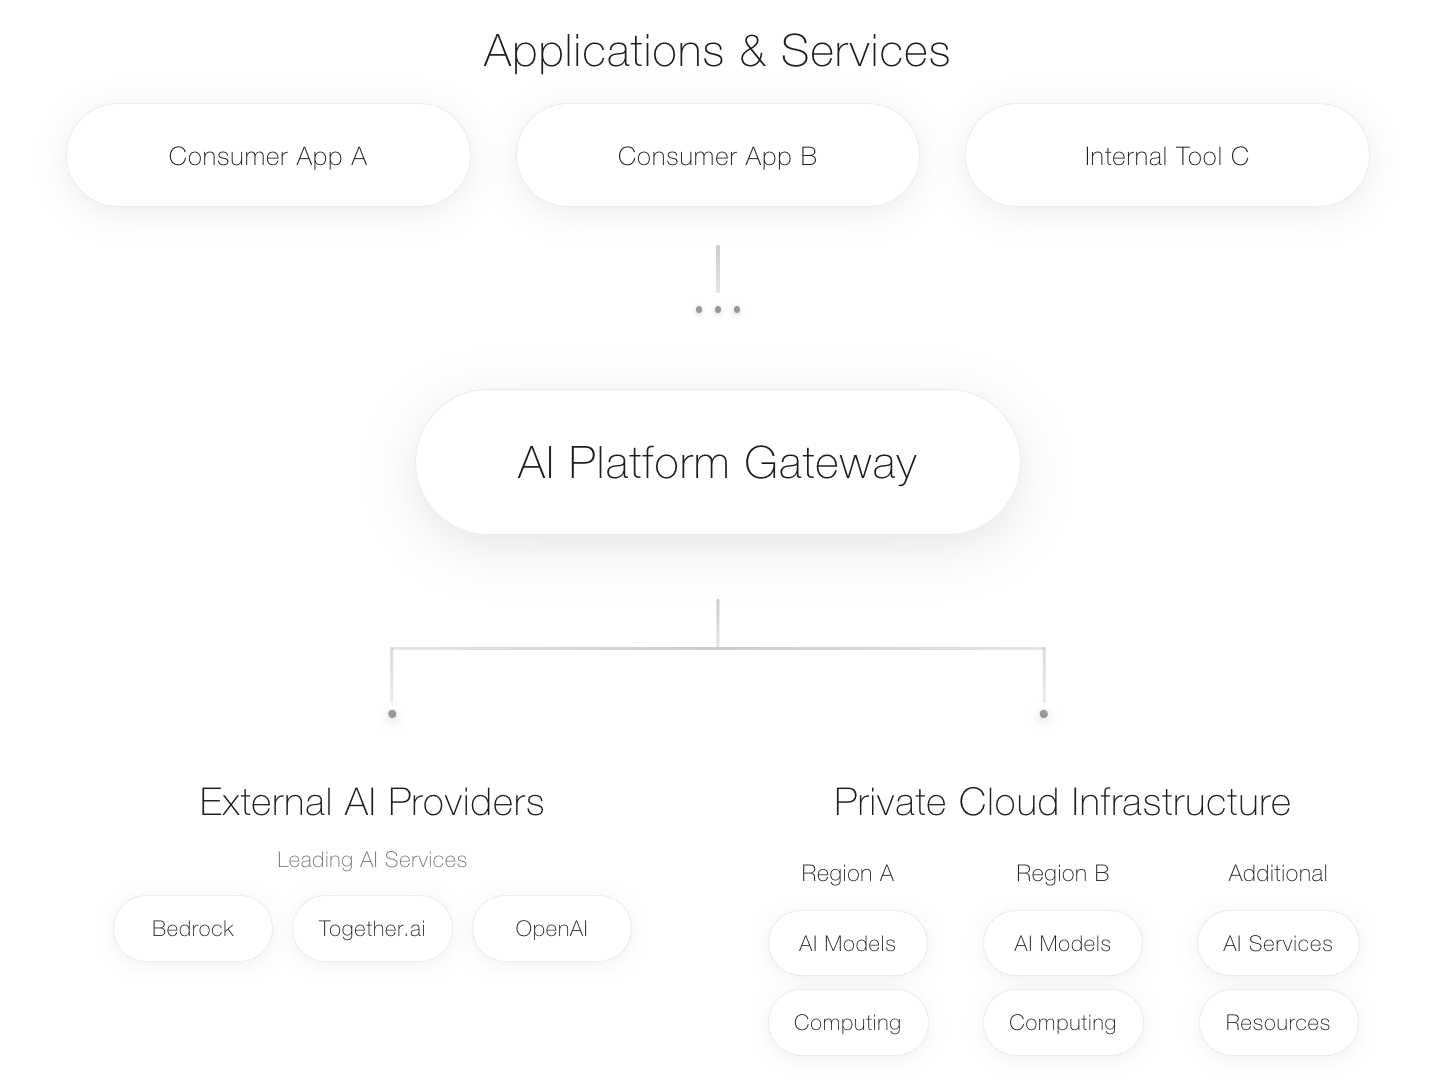 Applications & Services
Consumer App A
Consumer App B
Internal Tool C
AI Platform Gateway
External AI Providers
Leading AI Services
Bedrock
Together.ai
OpenAI
Private Cloud Infrastructure
Region A
Region B
Additional
AI Models
AI Models
AI Services
Computing
Computing
Resources